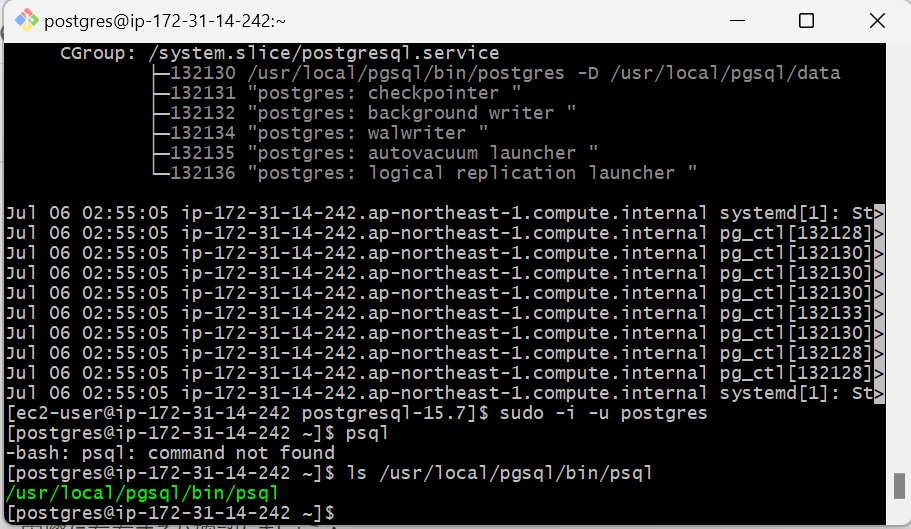 postgres@ip-172-31-14-242:~
CGroup: /system.slice/postgresql.service
├─132130 /usr/local/pgsql/bin/postgres -D /usr/local/pgsql/data
├─132131 "postgres: checkpointer "
├─132132 "postgres: background writer "
├─132134 "postgres: walwriter "
├─132135 "postgres: autovacuum launcher "
└─132136 "postgres: logical replication launcher "
Jul 06 02:55:05 ip-172-31-14-242.ap-northeast-1.compute.internal systemd[1]: St>
Jul 06 02:55:05 ip-172-31-14-242.ap-northeast-1.compute.internal pg_ctl[132128]>
Jul 06 02:55:05 ip-172-31-14-242.ap-northeast-1.compute.internal pg_ctl[132130]>
Jul 06 02:55:05 ip-172-31-14-242.ap-northeast-1.compute.internal pg_ctl[132130]>
Jul 06 02:55:05 ip-172-31-14-242.ap-northeast-1.compute.internal pg_ctl[132130]>
Jul 06 02:55:05 ip-172-31-14-242.ap-northeast-1.compute.internal pg_ctl[132133]>
Jul 06 02:55:05 ip-172-31-14-242.ap-northeast-1.compute.internal pg_ctl[132130]>
Jul 06 02:55:05 ip-172-31-14-242.ap-northeast-1.compute.internal pg_ctl[132128]>
Jul 06 02:55:05 ip-172-31-14-242.ap-northeast-1.compute.internal pg_ctl[132128]>
Jul 06 02:55:05 ip-172-31-14-242.ap-northeast-1.compute.internal systemd[1]: St>
[ec2-user@ip-172-31-14-242 postgresql-15.7]$ sudo -i -u postgres
[postgres@ip-172-31-14-242 ~]$ psql
-bash: psql: command not found
[postgres@ip-172-31-14-242 ~]$ ls /usr/local/pgsql/bin/psql
/usr/local/pgsql/bin/psql
[postgres@ip-172-31-14-242 ~]$